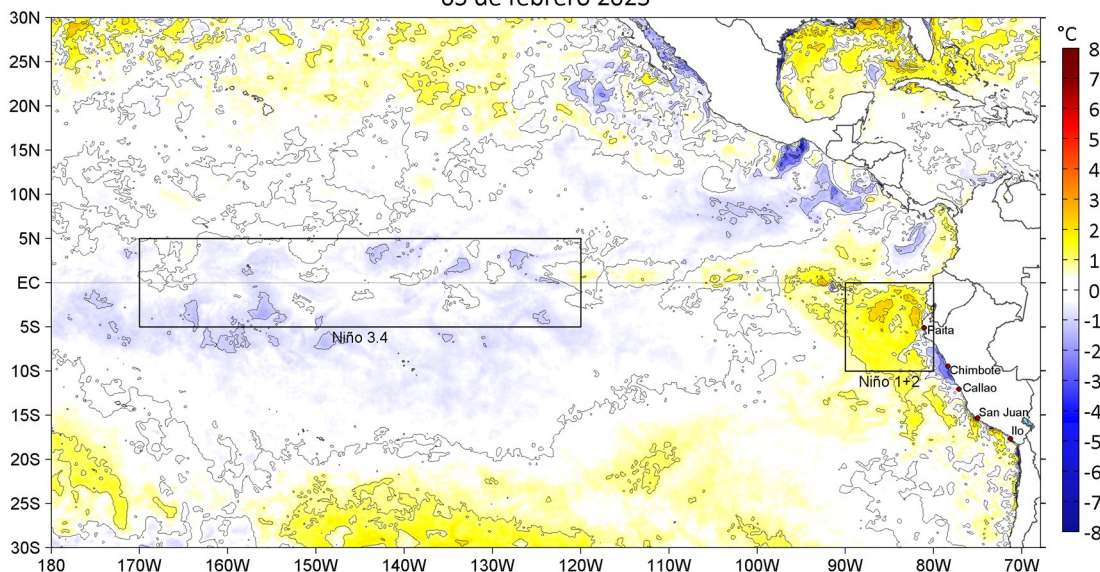 05 de febrero 2023
30N
25N
20N
15N
10N
5N
EC
5S
10S
15S
20S
25S
30S
180 170W 160W 150W 140W 130W 120W 110W 100W 90W 80W 70W
Niño 3.4
Niño 1+2
Paita
Chimbote
Callao
San Juan
Ilo
°C
8
7
6
5
4
3
2
1
0
-1
-2
-3
-4
-5
-6
-7
-8